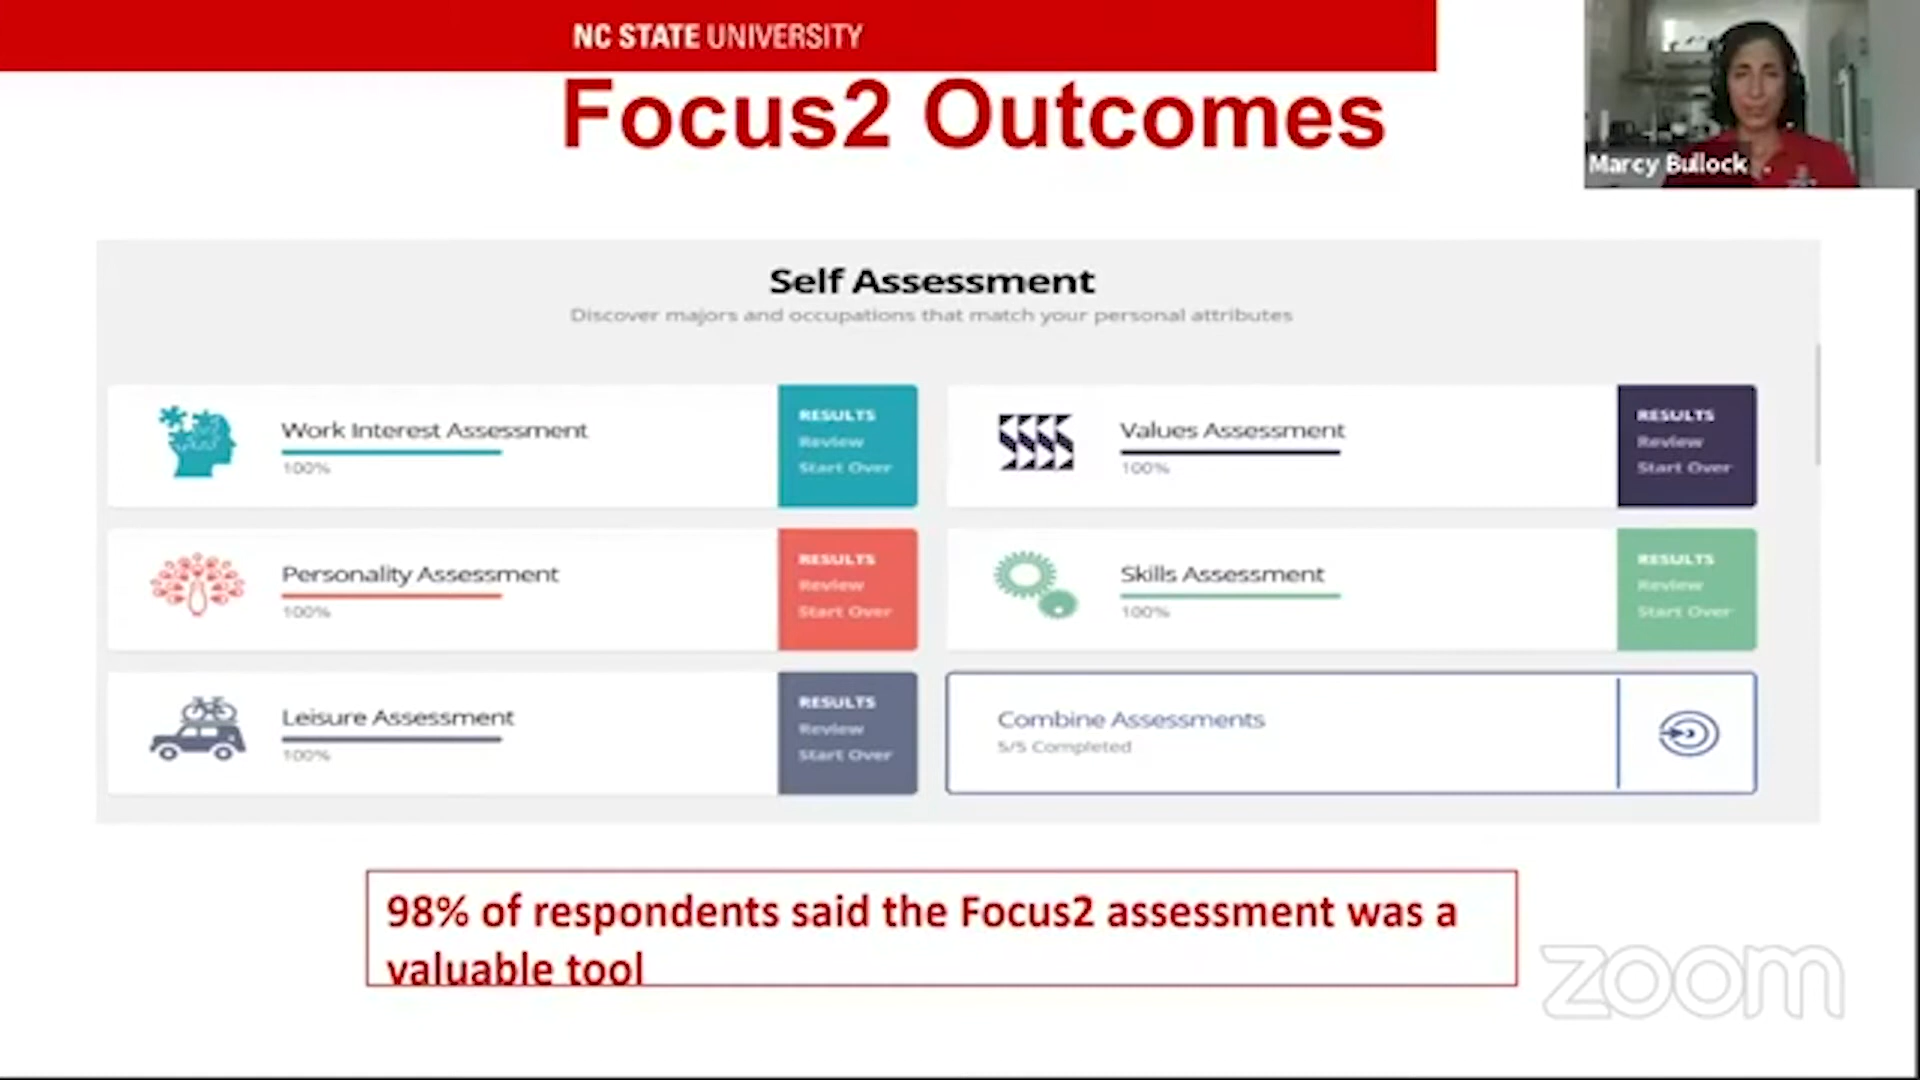 NC STATE UNIVERSITY
Focus2 Outcomes
Marcy Bullock
Self Assessment
Discover majors and occupations that match your personal attributes
Work Interest Assessment
100%
RESULTS
Review
Start Over
Values Assessment
100%
RESULTS
Review
Start Over
Personality Assessment
100%
RESULTS
Review
Start Over
Skills Assessment
100%
RESULTS
Review
Start Over
Leisure Assessment
100%
RESULTS
Review
Start Over
Combine Assessments
5/5 Completed
98% of respondents said the Focus2 assessment was a
valuable tool
zoom